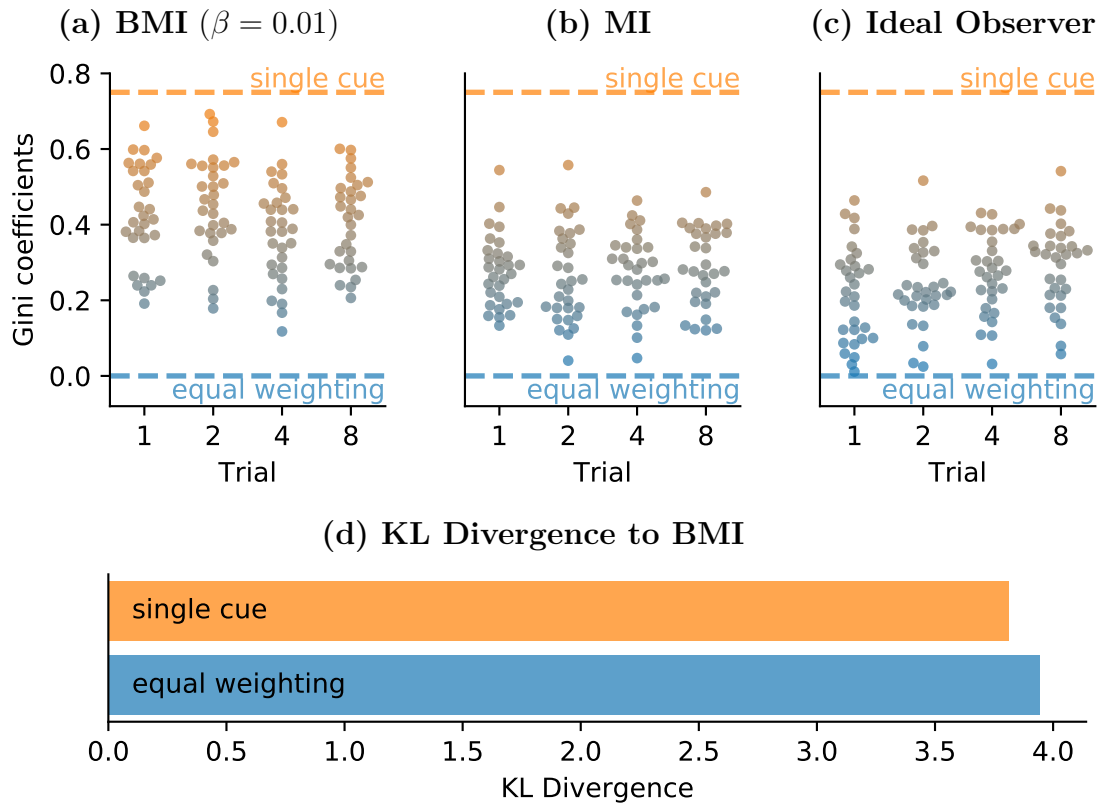 (a) BMI (β = 0.01)
(b) MI
(c) Ideal Observer
Gini coefficients
0.8
0.6
0.4
0.2
0.0
single cue
equal weighting
1 2 4 8
Trial
single cue
equal weighting
1 2 4 8
Trial
single cue
equal weighting
1 2 4 8
Trial
(d) KL Divergence to BMI
single cue
equal weighting
0.0 0.5 1.0 1.5 2.0 2.5 3.0 3.5 4.0
KL Divergence